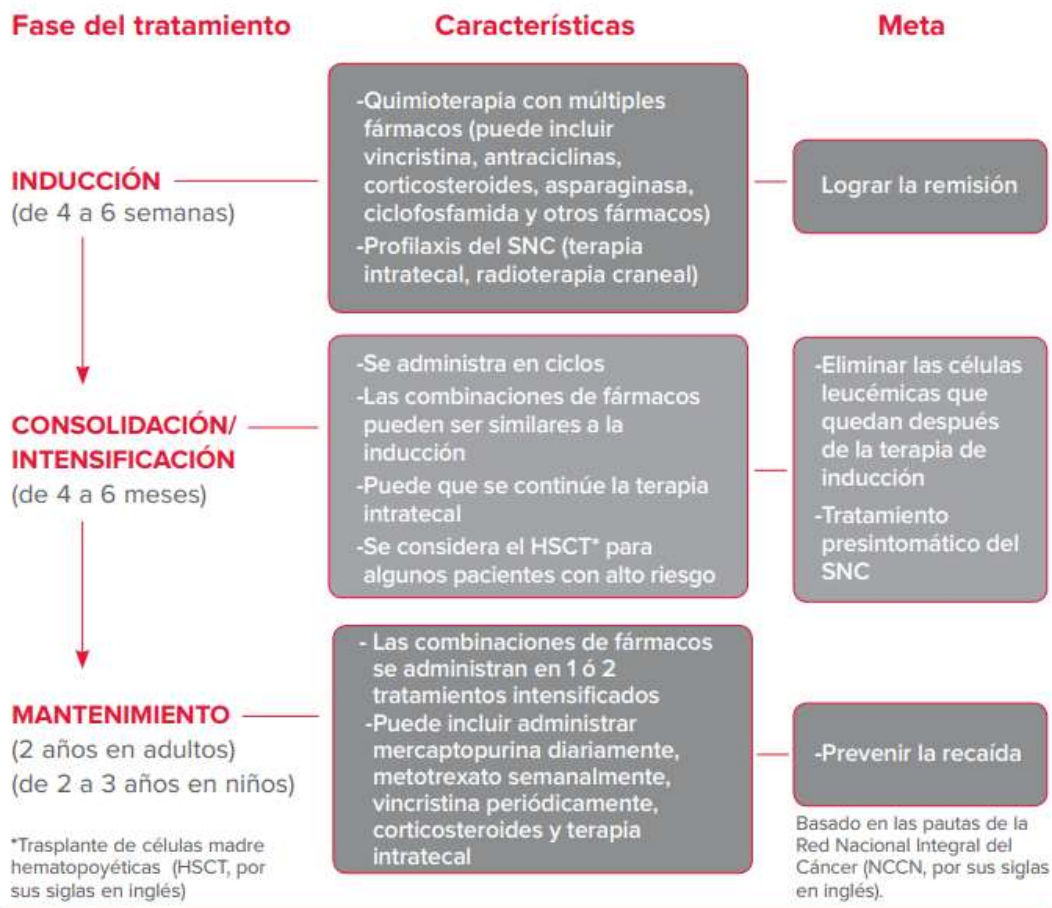 Fase del tratamiento
Características
Meta
INDUCCIÓN
(de 4 a 6 semanas)
-Quimioterapia con múltiples
fármacos (puede incluir
vincristina, antraciclinas,
corticosteroides, asparaginasa,
ciclofosfamida y otros fármacos)
-Profilaxis del SNC (terapia
intratecal, radioterapia craneal)
Lograr la remisión
CONSOLIDACIÓN/
INTENSIFICACIÓN
(de 4 a 6 meses)
-Se administra en ciclos
-Las combinaciones de fármacos
pueden ser similares a la
inducción
-Puede que se continúe la terapia
intratecal
-Se considera el HSCT* para
algunos pacientes con alto riesgo
-Eliminar las células
leucémicas que
quedan después
de la terapia de
inducción
-Tratamiento
presintomático del
SNC
MANTENIMIENTO
(2 años en adultos)
(de 2 a 3 años en niños)
- Las combinaciones de fármacos
se administran en 1 ó 2
tratamientos intensificados
-Puede incluir administrar
mercaptopurina diariamente,
metotrexato semanalmente,
vincristina periódicamente,
corticosteroides y terapia
intratecal
-Prevenir la recaída
*Trasplante de células madre
hematopoyéticas (HSCT, por
sus siglas en inglés)
Basado en las pautas de la
Red Nacional Integral del
Cáncer (NCCN, por sus siglas
en inglés).